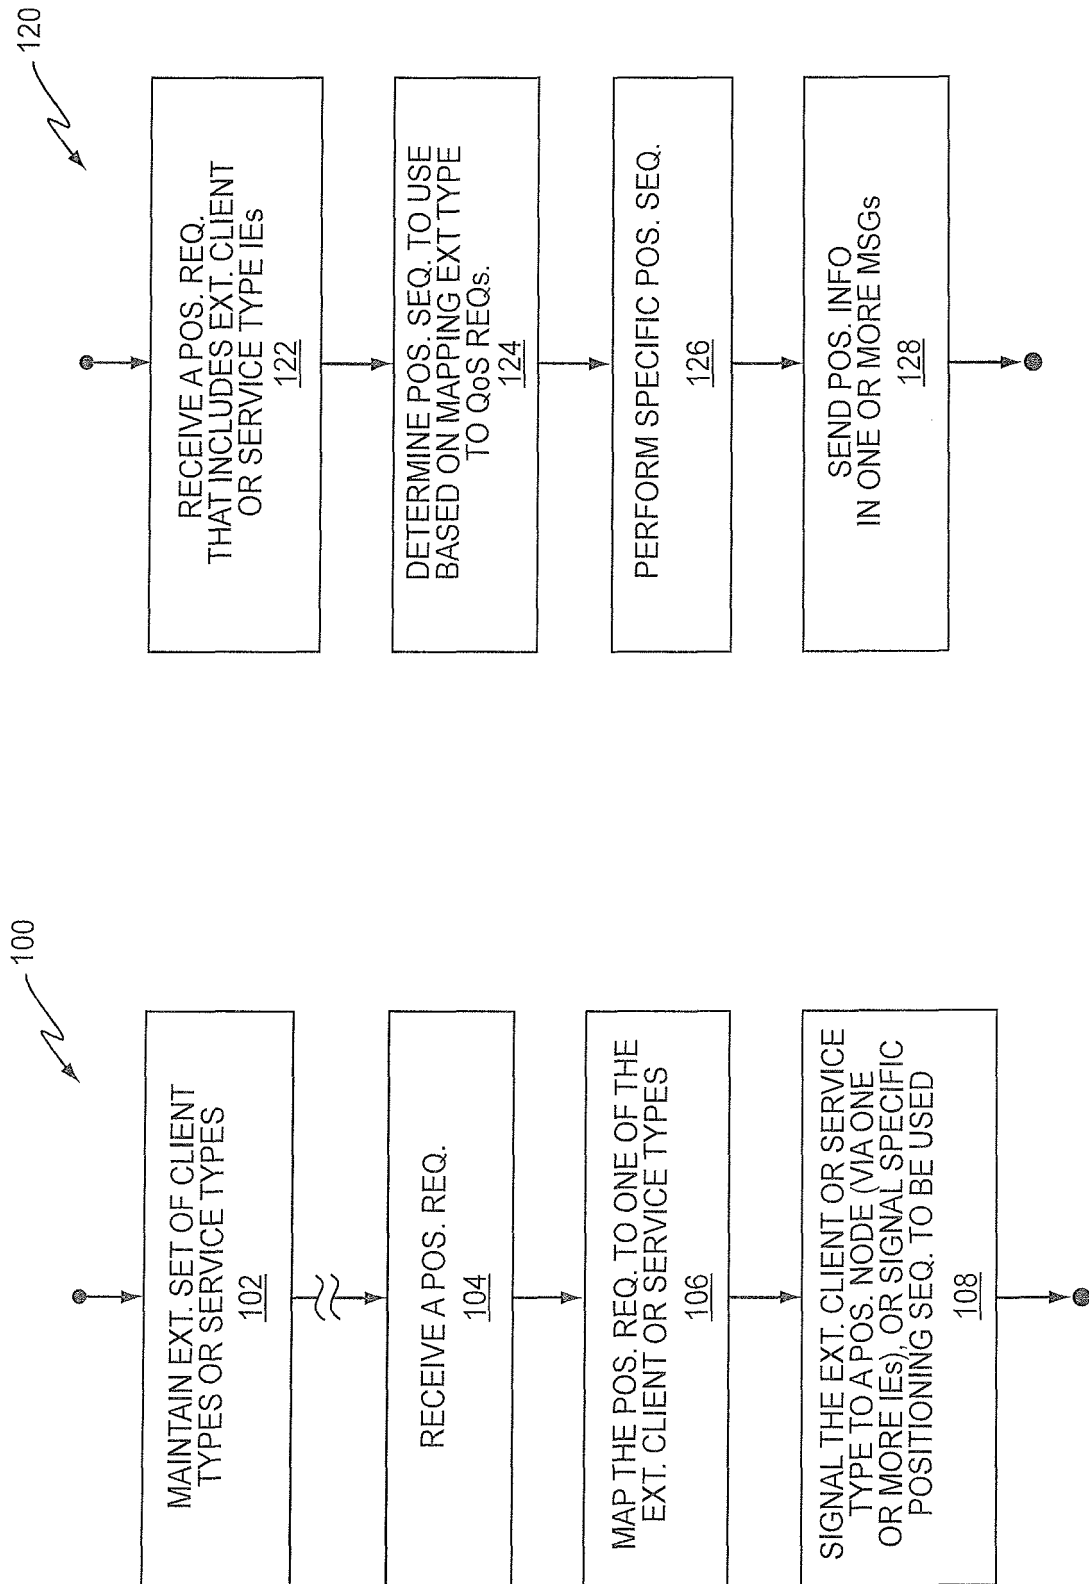 100
MAINTAIN EXT. SET OF CLIENT
TYPES OR SERVICE TYPES
102
RECEIVE A POS. REQ.
104
MAP THE POS. REQ. TO ONE OF THE
EXT. CLIENT OR SERVICE TYPES
106
SIGNAL THE EXT. CLIENT OR SERVICE
TYPE TO A POS. NODE (VIA ONE
OR MORE IEs), OR SIGNAL SPECIFIC
POSITIONING SEQ. TO BE USED
108
120
RECEIVE A POS. REQ.
THAT INCLUDES EXT. CLIENT
OR SERVICE TYPE IEs
122
DETERMINE POS. SEQ. TO USE
BASED ON MAPPING EXT TYPE
TO QoS REQs.
124
PERFORM SPECIFIC POS. SEQ.
126
SEND POS. INFO
IN ONE OR MORE MSGs
128